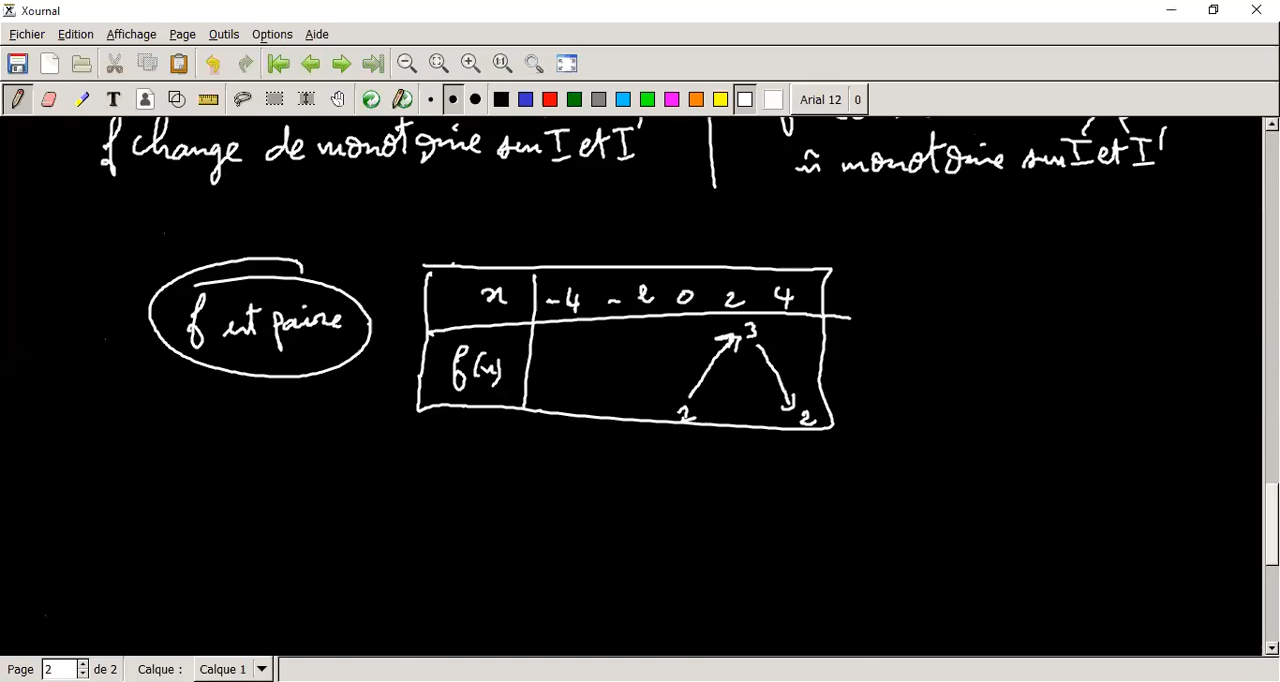 Xournal
Fichier Edition Affichage Page Outils Options Aide
Arial 12 0
f change de monotonie sur I et I'
m̂ monotonie sur I et I'
f est paire
x -4 -2 0 2 4
f(x)
3
2 2
Page 2 de 2 Calque : Calque 1